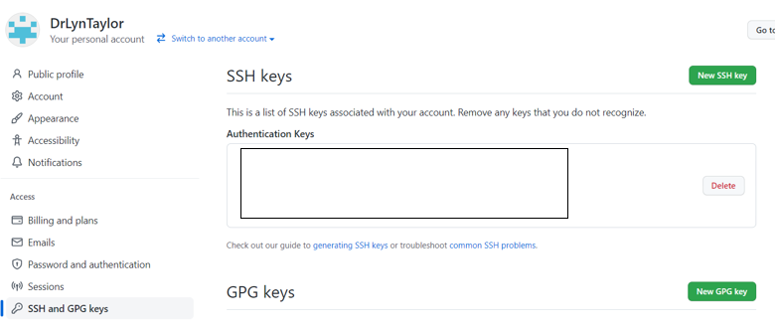 DrLynTaylor
Your personal account
Switch to another account
Go to
Public profile
Account
Appearance
Accessibility
Notifications
Access
Billing and plans
Emails
Password and authentication
Sessions
SSH and GPG keys
SSH keys
New SSH key
This is a list of SSH keys associated with your account. Remove any keys that you do not recognize.
Authentication Keys
Delete
Check out our guide to generating SSH keys or troubleshoot common SSH problems.
GPG keys
New GPG key